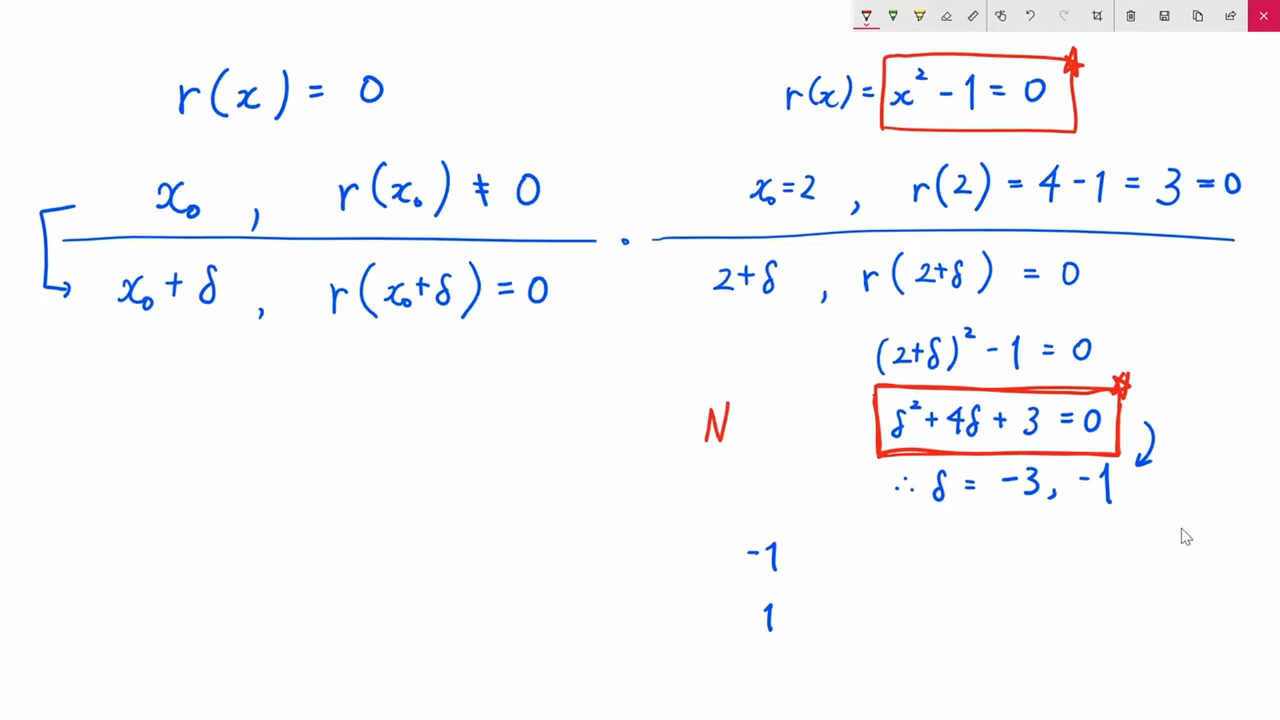 r(x) = 0
x₀ , r(x₀) ≠ 0
x₀ + δ , r(x₀+δ) = 0
r(x) = x² - 1 = 0
x₀ = 2 , r(2) = 4 - 1 = 3 = 0
2+δ , r(2+δ) = 0
(2+δ)² - 1 = 0
δ² + 4δ + 3 = 0
N
∴ δ = -3, -1
-1
1